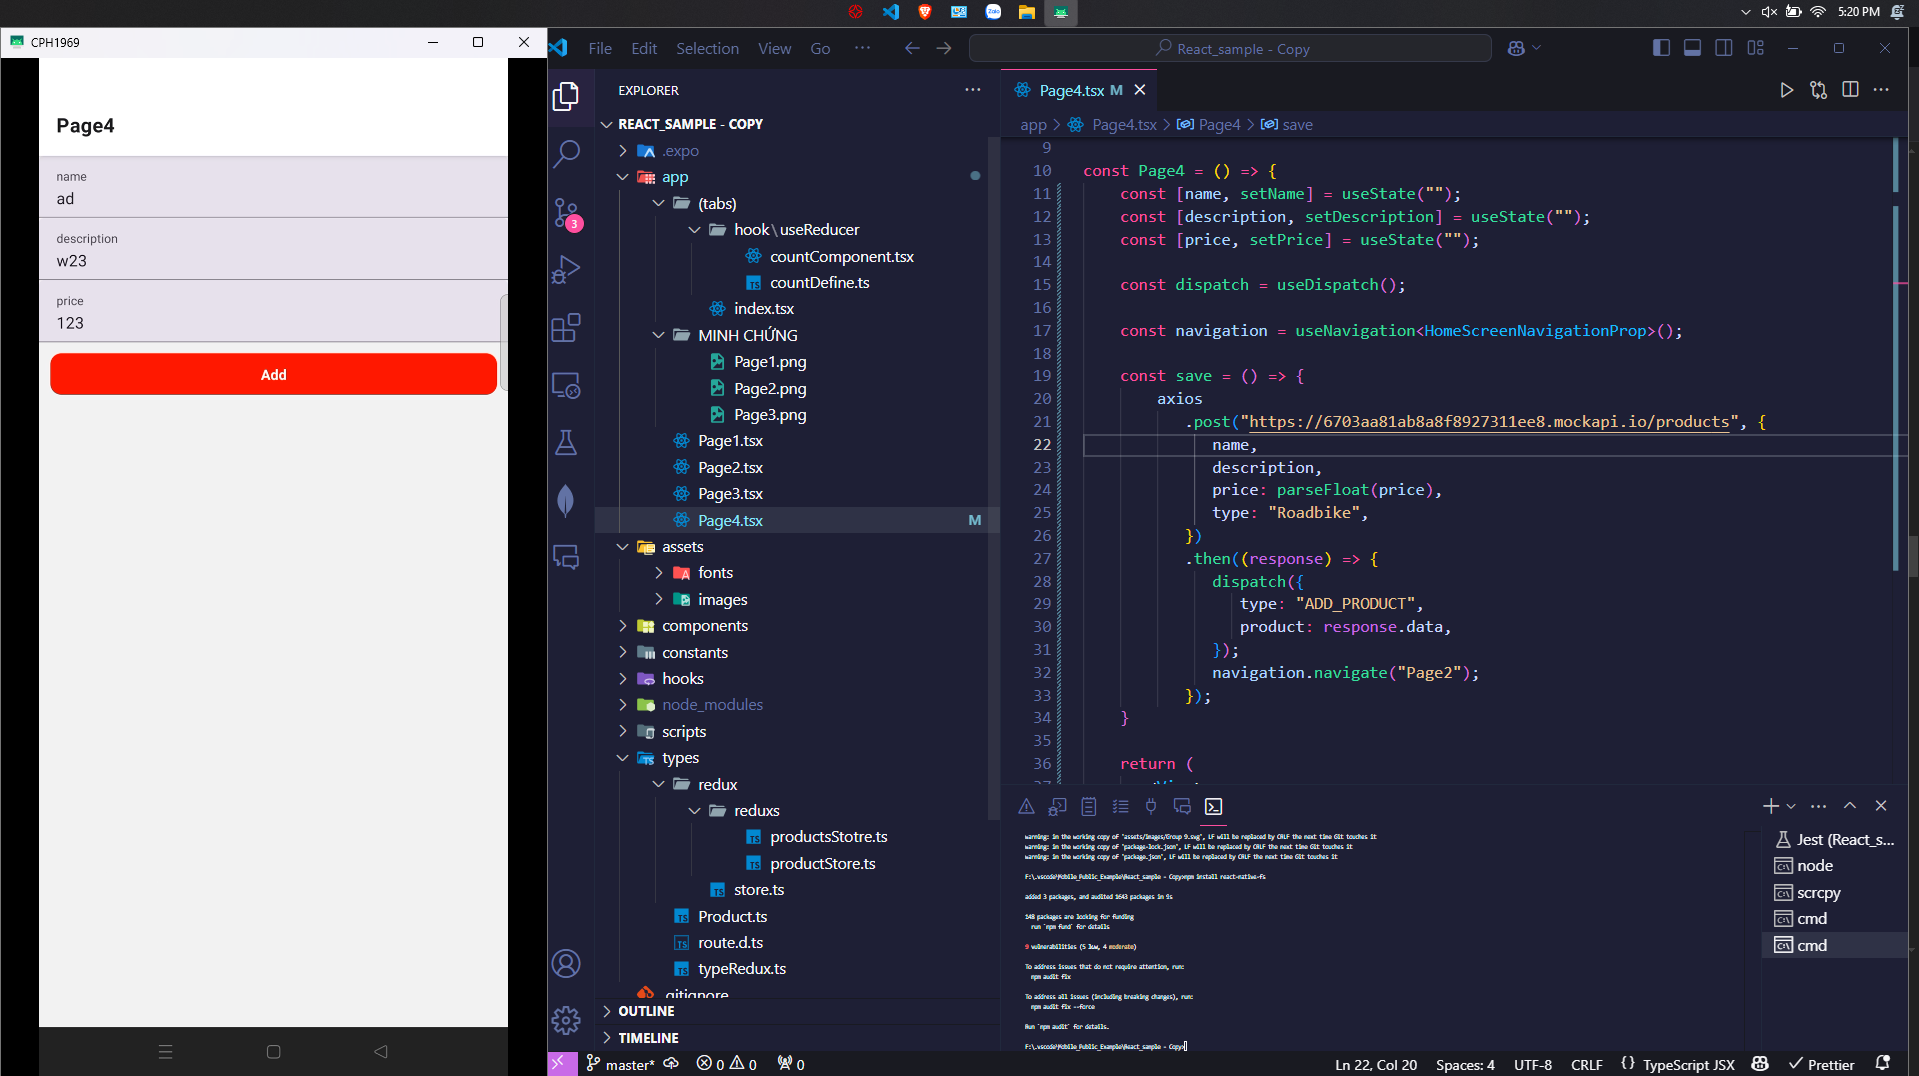 5:20 PM
CPH1969
Page4
name
ad
description
w23
price
123
Add
File Edit Selection View Go ···
React_sample - Copy
EXPLORER
REACT_SAMPLE - COPY
.expo
app
(tabs)
hook\useReducer
countComponent.tsx
countDefine.ts
index.tsx
MINH CHỨNG
Page1.png
Page2.png
Page3.png
Page1.tsx
Page2.tsx
Page3.tsx
Page4.tsx M
assets
fonts
images
components
constants
hooks
node_modules
scripts
types
redux
reduxs
productsStotre.ts
productStore.ts
store.ts
Product.ts
route.d.ts
typeRedux.ts
.gitignore
OUTLINE
TIMELINE
3
Page4.tsx M
app > Page4.tsx > Page4 > save
9
10 const Page4 = () => {
11 const [name, setName] = useState("");
12 const [description, setDescription] = useState("");
13 const [price, setPrice] = useState("");
14
15 const dispatch = useDispatch();
16
17 const navigation = useNavigation<HomeScreenNavigationProp>();
18
19 const save = () => {
20 axios
21 .post("https://6703aa81ab8a8f8927311ee8.mockapi.io/products", {
22 name,
23 description,
24 price: parseFloat(price),
25 type: "Roadbike",
26 })
27 .then((response) => {
28 dispatch({
29 type: "ADD_PRODUCT",
30 product: response.data,
31 });
32 navigation.navigate("Page2");
33 });
34 }
35
36 return (
warning: in the working copy of 'assets/images/Group 9.svg', LF will be replaced by CRLF the next time Git touches it
warning: in the working copy of 'package-lock.json', LF will be replaced by CRLF the next time Git touches it
warning: in the working copy of 'package.json', LF will be replaced by CRLF the next time Git touches it
F:\.vscode\Mobile_Public_Example\React_sample - Copy>npm install react-native-fs
added 3 packages, and audited 1643 packages in 9s
148 packages are looking for funding
run `npm fund` for details
9 vulnerabilities (5 low, 4 moderate)
To address issues that do not require attention, run:
npm audit fix
To address all issues (including breaking changes), run:
npm audit fix --force
Run `npm audit` for details.
F:\.vscode\Mobile_Public_Example\React_sample - Copy>
Jest (React_s...
node
scrcpy
cmd
cmd
master* 0 0 0
Ln 22, Col 20 Spaces: 4 UTF-8 CRLF {} TypeScript JSX Prettier